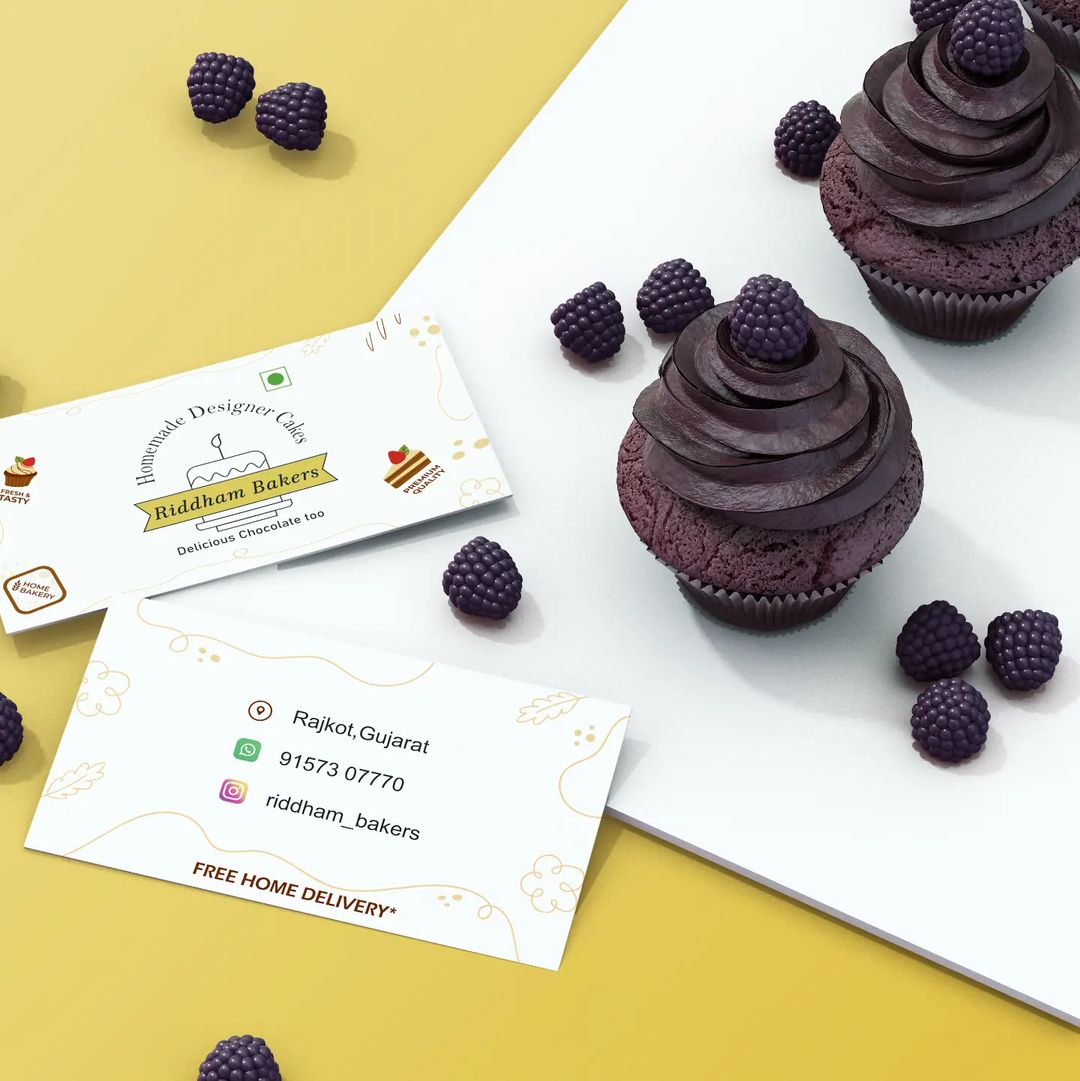 Homemade Designer Cakes
Riddham Bakers
Delicious Chocolate too
FRESH &
TASTY
PREMIUM
QUALITY
HOME
BAKERY
Rajkot,Gujarat
91573 07770
riddham_bakers
FREE HOME DELIVERY*